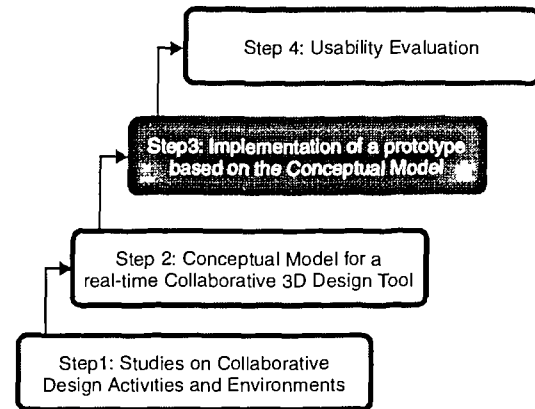 Step 4: Usability Evaluation
Step3: Implementation of a prototype
based on the Conceptual Model
Step 2: Conceptual Model for a
real-time Collaborative 3D Design Tool
Step1: Studies on Collaborative
Design Activities and Environments